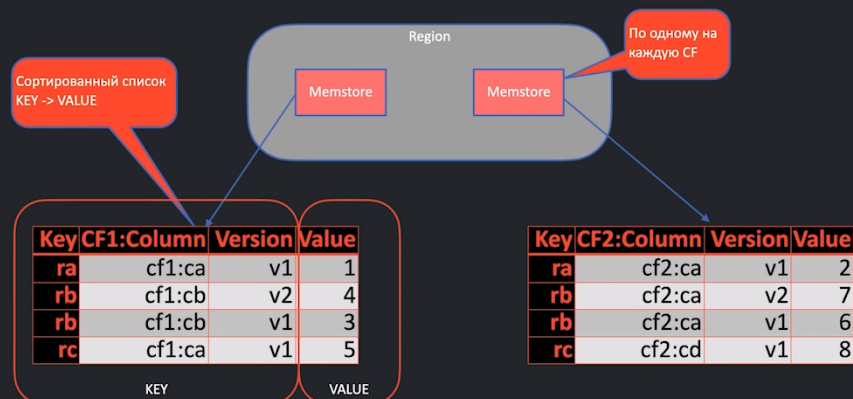 Region
По одному на
каждую CF
Memstore
Memstore
Сортированный список
KEY -> VALUE
Key CF1:Column Version Value
ra cf1:ca v1 1
rb cf1:cb v2 4
rb cf1:cb v1 3
rc cf1:ca v1 5
KEY
VALUE
Key CF2:Column Version Value
ra cf2:ca v1 2
rb cf2:ca v2 7
rb cf2:ca v1 6
rc cf2:cd v1 8